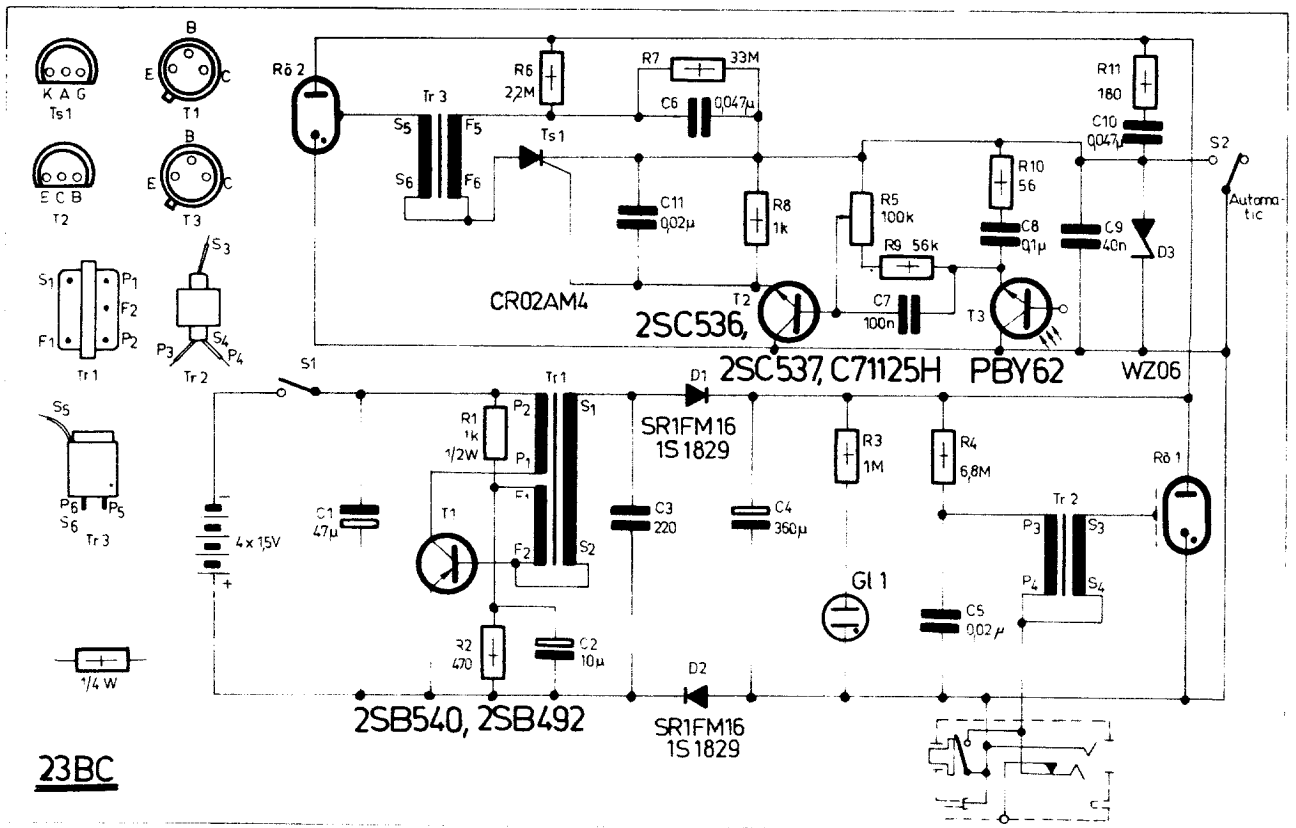 B
E
C
K A G
Ts1
T1
B
E C B
T2
E
C
T3
S3
S1
P1
F2
F1
P2
Tr 1
S4
P3
P4
Tr 2
S5
P6
P5
S6
Tr 3
1/4 W
23BC
Rö 2
Tr 3
S5
F5
S6
F6
R6
2,2M
R7
33M
C6
0,047µ
Ts1
C11
0,02µ
R8
1k
R5
100k
R9 56k
C7
100n
R10
56
C8
0,1µ
C9
40n
R11
180
C10
0,047µ
S2
Automa-
tic
D3
T2
T3
CR02AM4
2SC536,
2SC537, C71125H
PBY62
WZ06
S1
4 x 1,5V
+
C1
47µ
R1
1k
1/2W
Tr1
P2
S1
P1
F1
F2
S2
T1
R2
470
C2
10µ
2SB540, 2SB492
C3
220
D1
SR1FM16
1S1829
C4
360µ
D2
SR1FM16
1S1829
R3
1M
Gl 1
R4
6,8M
C5
0,02µ
Tr 2
P3
S3
P4
S4
Rö 1